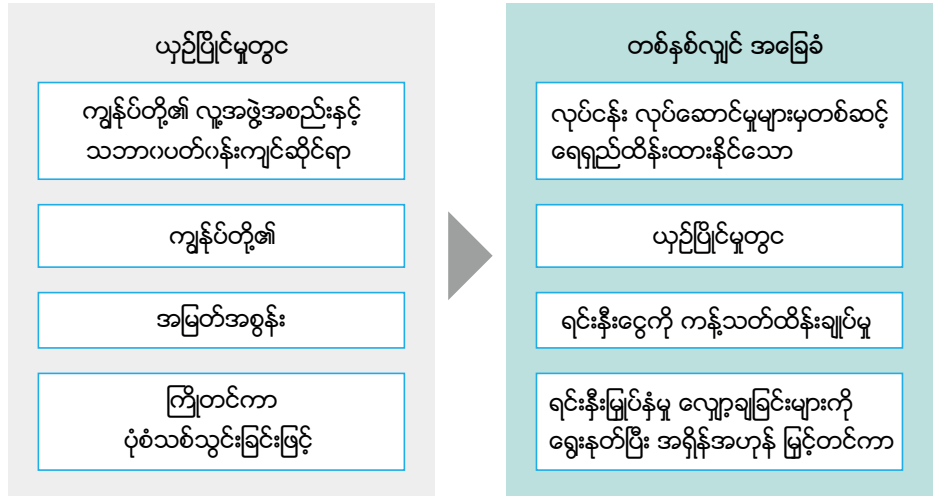 ယှဉ်ပြိုင်မှုတွင
ကျွန်ုပ်တို့၏ လူ့အဖွဲ့အစည်းနှင့်
သဘာ၀ပတ်၀န်းကျင်ဆိုင်ရာ
ကျွန်ုပ်တို့၏
အမြတ်အစွန်း
ကြိုတင်ကာ
ပုံစံသစ်သွင်းခြင်းဖြင့်
တစ်နှစ်လျှင် အခြေခံ
လုပ်ငန်း လုပ်ဆောင်မှုများမှတစ်ဆင့်
ရေရှည်ထိန်းထားနိုင်သော
ယှဉ်ပြိုင်မှုတွင
ရင်းနှီးငွေကို ကန့်သတ်ထိန်းချုပ်မှု
ရင်းနှီးမြှုပ်နှံမှု လျှော့ချခြင်းများကို
ရွေးနုတ်ပြီး အရှိန်အဟုန် မြှင့်တင်ကာ